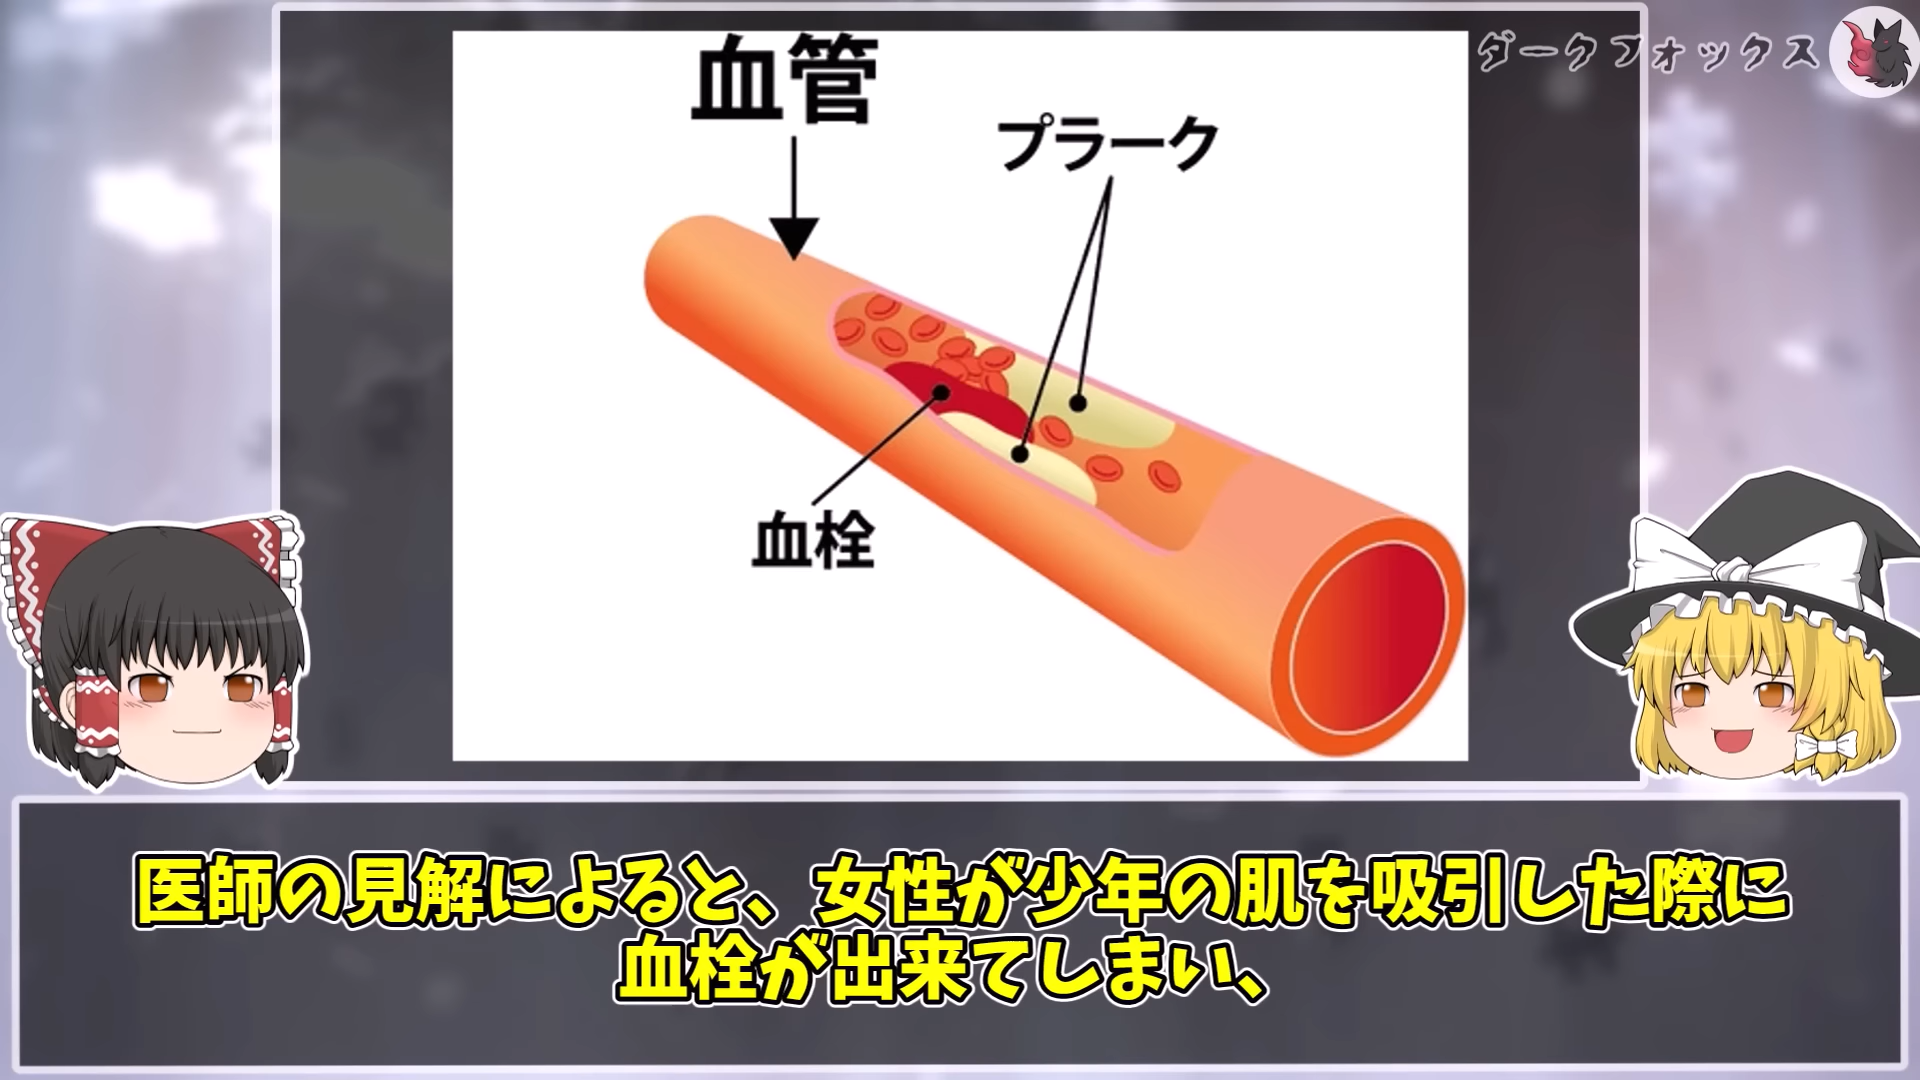 ダークフォックス
血管
プラーク
血栓
医師の見解によると、女性が少年の肌を吸引した際に
血栓が出来てしまい、